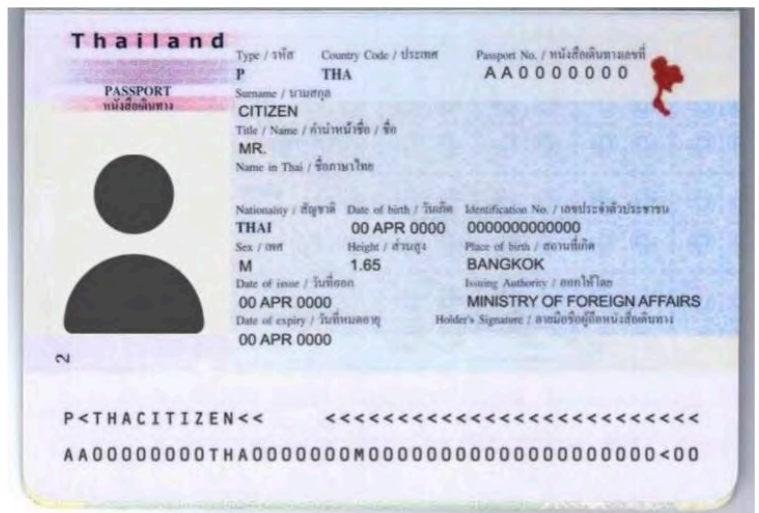 Thailand
PASSPORT
หนังสือเดินทาง
Type / รหัส Country Code / ประเทศ Passport No. / หนังสือเดินทางเลขที่
P THA AA0000000
Surname / นามสกุล
CITIZEN
Title / Name / คำนำหน้าชื่อ / ชื่อ
MR.
Name in Thai / ชื่อภาษาไทย
Nationality / สัญชาติ Date of birth / วันเกิด Identification No. / เลขประจำตัวประชาชน
THAI 00 APR 0000 0000000000000
Sex / เพศ Height / ส่วนสูง Place of birth / สถานที่เกิด
M 1.65 BANGKOK
Date of issue / วันที่ออก Issuing Authority / ออกให้โดย
00 APR 0000 MINISTRY OF FOREIGN AFFAIRS
Date of expiry / วันที่หมดอายุ Holder's Signature / ลายมือชื่อผู้ถือหนังสือเดินทาง
00 APR 0000
2
P<THACITIZEN<< <<<<<<<<<<<<<<<<<<<<<<<<<<
AA00000000THA0000000M00000000000000000000000<00